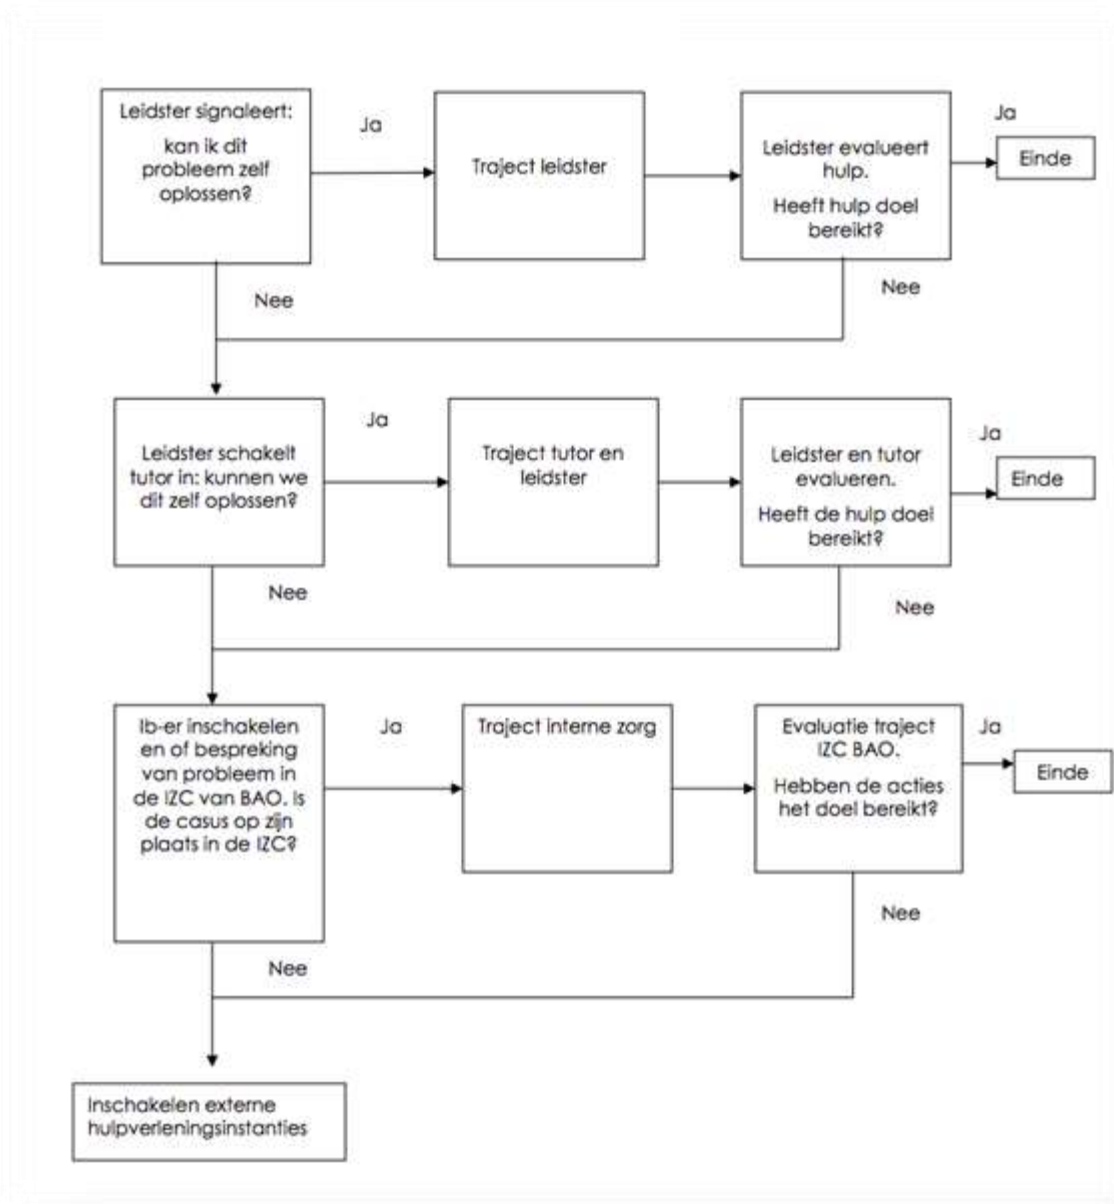 Leidster signaleert:
kan ik dit
probleem zelf
oplossen?
Ja
Traject leidster
Leidster evalueert
hulp.
Heeft hulp doel
bereikt?
Ja
Einde
Nee
Nee
Leidster schakelt
tutor in: kunnen we
dit zelf oplossen?
Ja
Traject tutor en
leidster
Leidster en tutor
evalueren.
Heeft de hulp doel
bereikt?
Ja
Einde
Nee
Nee
Ib-er inschakelen
en of bespreking
van probleem in
de IZC van BAO. Is
de casus op zijn
plaats in de IZC?
Ja
Traject interne zorg
Evaluatie traject
IZC BAO.
Hebben de acties
het doel bereikt?
Ja
Einde
Nee
Nee
Inschakelen externe
hulpverleningsinstanties